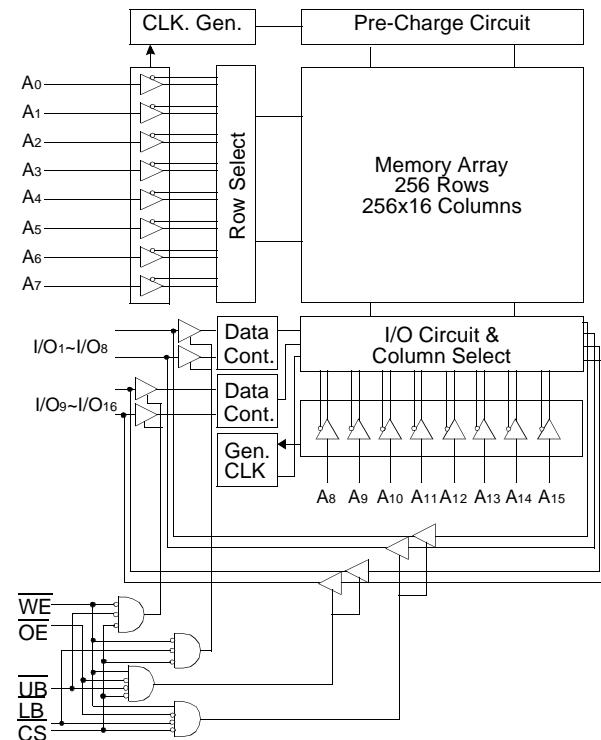 CLK. Gen.
Pre-Charge Circuit
A0
A1
A2
A3
A4
A5
A6
A7
Row Select
Memory Array
256 Rows
256x16 Columns
I/O1~I/O8
Data
Cont.
I/O Circuit &
Column Select
I/O9~I/O16
Data
Cont.
Gen.
CLK
A8 A9 A10 A11 A12 A13 A14 A15
WE
OE
UB
LB
CS